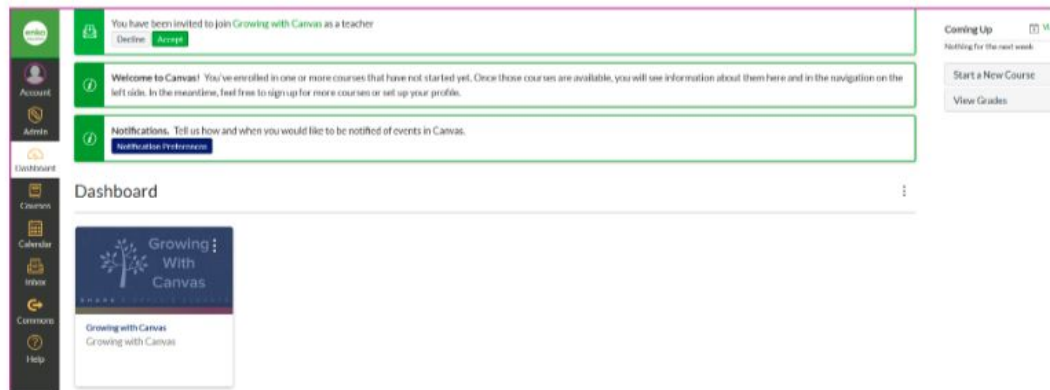 enko
Account
Admin
Dashboard
Courses
Calendar
Inbox
Commons
Help
You have been invited to join Growing with Canvas as a teacher
Decline Accept
Welcome to Canvas! You've enrolled in one or more courses that have not started yet. Once those courses are available, you will see information about them here and in the navigation on the
left side. In the meantime, feel free to sign up for more courses or set up your profile.
Notifications. Tell us how and when you would like to be notified of events in Canvas.
Notification Preferences
Dashboard
Growing
With
Canvas
Growing with Canvas
Growing with Canvas
Coming Up
Nothing for the next week
Start a New Course
View Grades